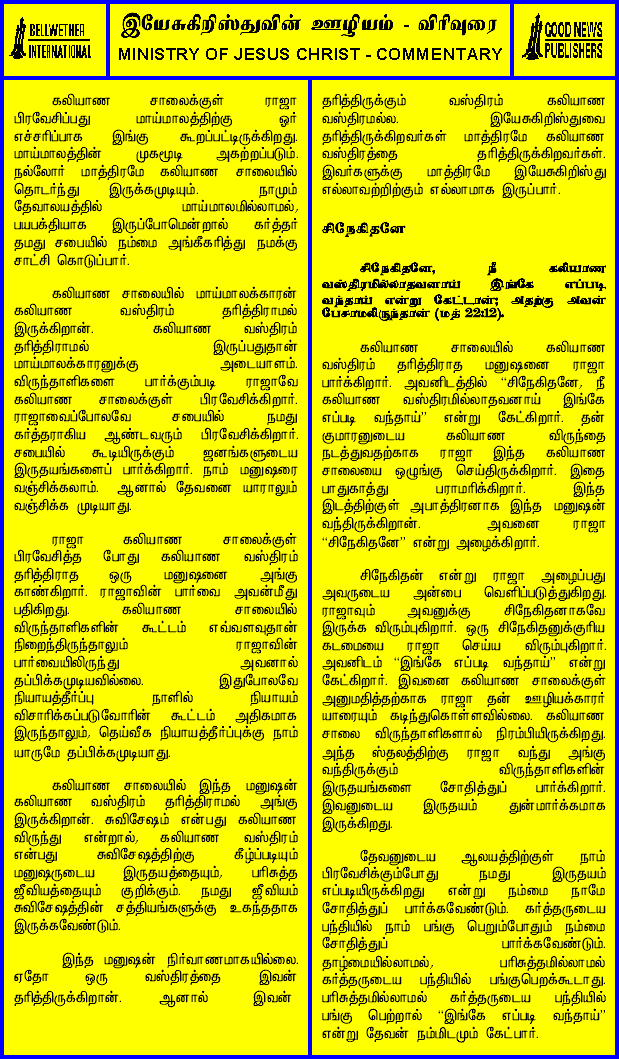 BELLWETHER
INTERNATIONAL
இயேசுகிறிஸ்துவின் ஊழியம் - விரிவுரை
MINISTRY OF JESUS CHRIST - COMMENTARY
GOOD NEWS
PUBLISHERS
கலியாண சாலைக்குள் ராஜா
பிரவேசிப்பது மாய்மாலத்திற்கு ஓர்
எச்சரிப்பாக இங்கு கூறப்பட்டிருக்கிறது.
மாய்மாலத்தின் முகமூடி அகற்றப்படும்.
நல்லோர் மாத்திரமே கலியாண சாலையில்
தொடர்ந்து இருக்கமுடியும். நாமும்
தேவாலயத்தில் மாய்மாலமில்லாமல்,
பயபக்தியாக இருப்போமென்றால் கர்த்தர்
தமது சபையில் நம்மை அங்கீகரித்து நமக்கு
சாட்சி கொடுப்பார்.
கலியாண சாலையில் மாய்மாலக்காரன்
கலியாண வஸ்திரம் தரித்திராமல்
இருக்கிறான். கலியாண வஸ்திரம்
தரித்திராமல் இருப்பதுதான்
மாய்மாலக்காரனுக்கு அடையாளம்.
விருந்தாளிகளை பார்க்கும்படி ராஜாவே
கலியாண சாலைக்குள் பிரவேசிக்கிறார்.
ராஜாவைப்போலவே சபையில் நமது
கர்த்தராகிய ஆண்டவரும் பிரவேசிக்கிறார்.
சபையில் கூடியிருக்கும் ஜனங்களுடைய
இருதயங்களைப் பார்க்கிறார். நாம் மனுஷரை
வஞ்சிக்கலாம். ஆனால் தேவனை யாராலும்
வஞ்சிக்க முடியாது.
ராஜா கலியாண சாலைக்குள்
பிரவேசித்த போது கலியாண வஸ்திரம்
தரித்திராத ஒரு மனுஷனை அங்கு
காண்கிறார். ராஜாவின் பார்வை அவன்மீது
பதிகிறது. கலியாண சாலையில்
விருந்தாளிகளின் கூட்டம் எவ்வளவுதான்
நிறைந்திருந்தாலும் ராஜாவின்
பார்வையிலிருந்து அவனால்
தப்பிக்கமுடியவில்லை. இதுபோலவே
நியாயத்தீர்ப்பு நாளில் நியாயம்
விசாரிக்கப்படுவோரின் கூட்டம் அதிகமாக
இருந்தாலும், தெய்வீக நியாயத்தீர்ப்புக்கு நாம்
யாருமே தப்பிக்கமுடியாது.
கலியாண சாலையில் இந்த மனுஷன்
கலியாண வஸ்திரம் தரித்திராமல் அங்கு
இருக்கிறான். சுவிசேஷம் என்பது கலியாண
விருந்து என்றால், கலியாண வஸ்திரம்
என்பது சுவிசேஷத்திற்கு கீழ்ப்படியும்
மனுஷருடைய இருதயத்தையும், பரிசுத்த
ஜீவியத்தையும் குறிக்கும். நமது ஜீவியம்
சுவிசேஷத்தின் சத்தியங்களுக்கு உகந்ததாக
இருக்கவேண்டும்.
இந்த மனுஷன் நிர்வாணமாகயில்லை.
ஏதோ ஒரு வஸ்திரத்தை இவன்
தரித்திருக்கிறான். ஆனால் இவன்
தரித்திருக்கும் வஸ்திரம் கலியாண
வஸ்திரமல்ல. இயேசுகிறிஸ்துவை
தரித்திருக்கிறவர்கள் மாத்திரமே கலியாண
வஸ்திரத்தை தரித்திருக்கிறவர்கள்.
இவர்களுக்கு மாத்திரமே இயேசுகிறிஸ்து
எல்லாவற்றிற்கும் எல்லாமாக இருப்பார்.
சிநேகிதனே
சிநேகிதனே, நீ கலியாண
வஸ்திரமில்லாதவனாய் இங்கே எப்படி
வந்தாய் என்று கேட்டான்; அதற்கு அவன்
பேசாமலிருந்தான் (மத் 22:12).
கலியாண சாலையில் கலியாண
வஸ்திரம் தரித்திராத மனுஷனை ராஜா
பார்க்கிறார். அவனிடத்தில் “சிநேகிதனே, நீ
கலியாண வஸ்திரமில்லாதவனாய் இங்கே
எப்படி வந்தாய்” என்று கேட்கிறார். தன்
குமாரனுடைய கலியாண விருந்தை
நடத்துவதற்காக ராஜா இந்த கலியாண
சாலையை ஒழுங்கு செய்திருக்கிறார். இதை
பாதுகாத்து பராமரிக்கிறார். இந்த
இடத்திற்குள் அபாத்திரனாக இந்த மனுஷன்
வந்திருக்கிறான். அவனை ராஜா
“சிநேகிதனே” என்று அழைக்கிறார்.
சிநேகிதன் என்று ராஜா அழைப்பது
அவருடைய அன்பை வெளிப்படுத்துகிறது.
ராஜாவும் அவனுக்கு சிநேகிதனாகவே
இருக்க விரும்புகிறார். ஒரு சிநேகிதனுக்குரிய
கடமையை ராஜா செய்ய விரும்புகிறார்.
அவனிடம் “இங்கே எப்படி வந்தாய்” என்று
கேட்கிறார். இவனை கலியாண சாலைக்குள்
அனுமதித்தற்காக ராஜா தன் ஊழியக்காரர்
யாரையும் கடிந்துகொள்ளவில்லை. கலியாண
சாலை விருந்தாளிகளால் நிரம்பியிருக்கிறது.
அந்த ஸ்தலத்திற்கு ராஜா வந்து அங்கு
வந்திருக்கும் விருந்தாளிகளின்
இருதயங்களை சோதித்துப் பார்க்கிறார்.
இவனுடைய இருதயம் துன்மார்க்கமாக
இருக்கிறது.
தேவனுடைய ஆலயத்திற்குள் நாம்
பிரவேசிக்கும்போது நமது இருதயம்
எப்படியிருக்கிறது என்று நம்மை நாமே
சோதித்துப் பார்க்கவேண்டும். கர்த்தருடைய
பந்தியில் நாம் பங்கு பெறும்போதும் நம்மை
சோதித்துப் பார்க்கவேண்டும்.
தாழ்மையில்லாமல், பரிசுத்தமில்லாமல்
கர்த்தருடைய பந்தியில் பங்குபெறக்கூடாது.
பரிசுத்தமில்லாமல் கர்த்தருடைய பந்தியில்
பங்கு பெற்றால் “இங்கே எப்படி வந்தாய்”
என்று தேவன் நம்மிடமும் கேட்பார்.